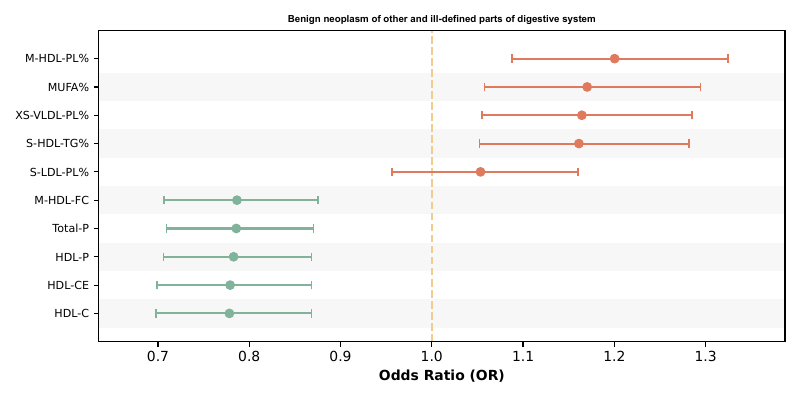 Benign neoplasm of other and ill-defined parts of digestive system
M-HDL-PL%
MUFA%
XS-VLDL-PL%
S-HDL-TG%
S-LDL-PL%
M-HDL-FC
Total-P
HDL-P
HDL-CE
HDL-C
0.7 0.8 0.9 1.0 1.1 1.2 1.3
Odds Ratio (OR)